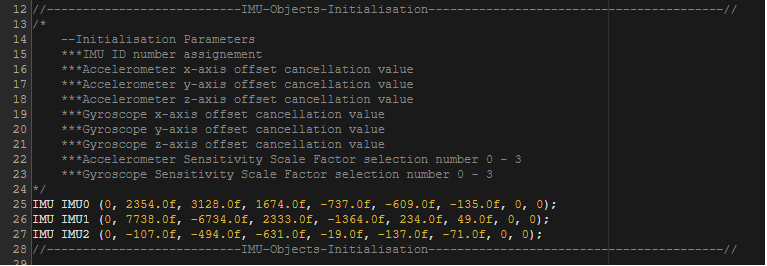 12 //---------------------------IMU-Objects-Initialisation-----------------------------------------//
13 /*
14 --Initialisation Parameters
15 ***IMU ID number assignement
16 ***Accelerometer x-axis offset cancellation value
17 ***Accelerometer y-axis offset cancellation value
18 ***Accelerometer z-axis offset cancellation value
19 ***Gyroscope x-axis offset cancellation value
20 ***Gyroscope y-axis offset cancellation value
21 ***Gyroscope z-axis offset cancellation value
22 ***Accelerometer Sensitivity Scale Factor selection number 0 - 3
23 ***Gyroscope Sensitivity Scale Factor selection number 0 - 3
24 */
25 IMU IMU0 (0, 2354.0f, 3128.0f, 1674.0f, -737.0f, -609.0f, -135.0f, 0, 0);
26 IMU IMU1 (0, 7738.0f, -6734.0f, 2333.0f, -1364.0f, 234.0f, 49.0f, 0, 0);
27 IMU IMU2 (0, -107.0f, -494.0f, -631.0f, -19.0f, -137.0f, -71.0f, 0, 0);
28 //---------------------------IMU-Objects-Initialisation-----------------------------------------//
29